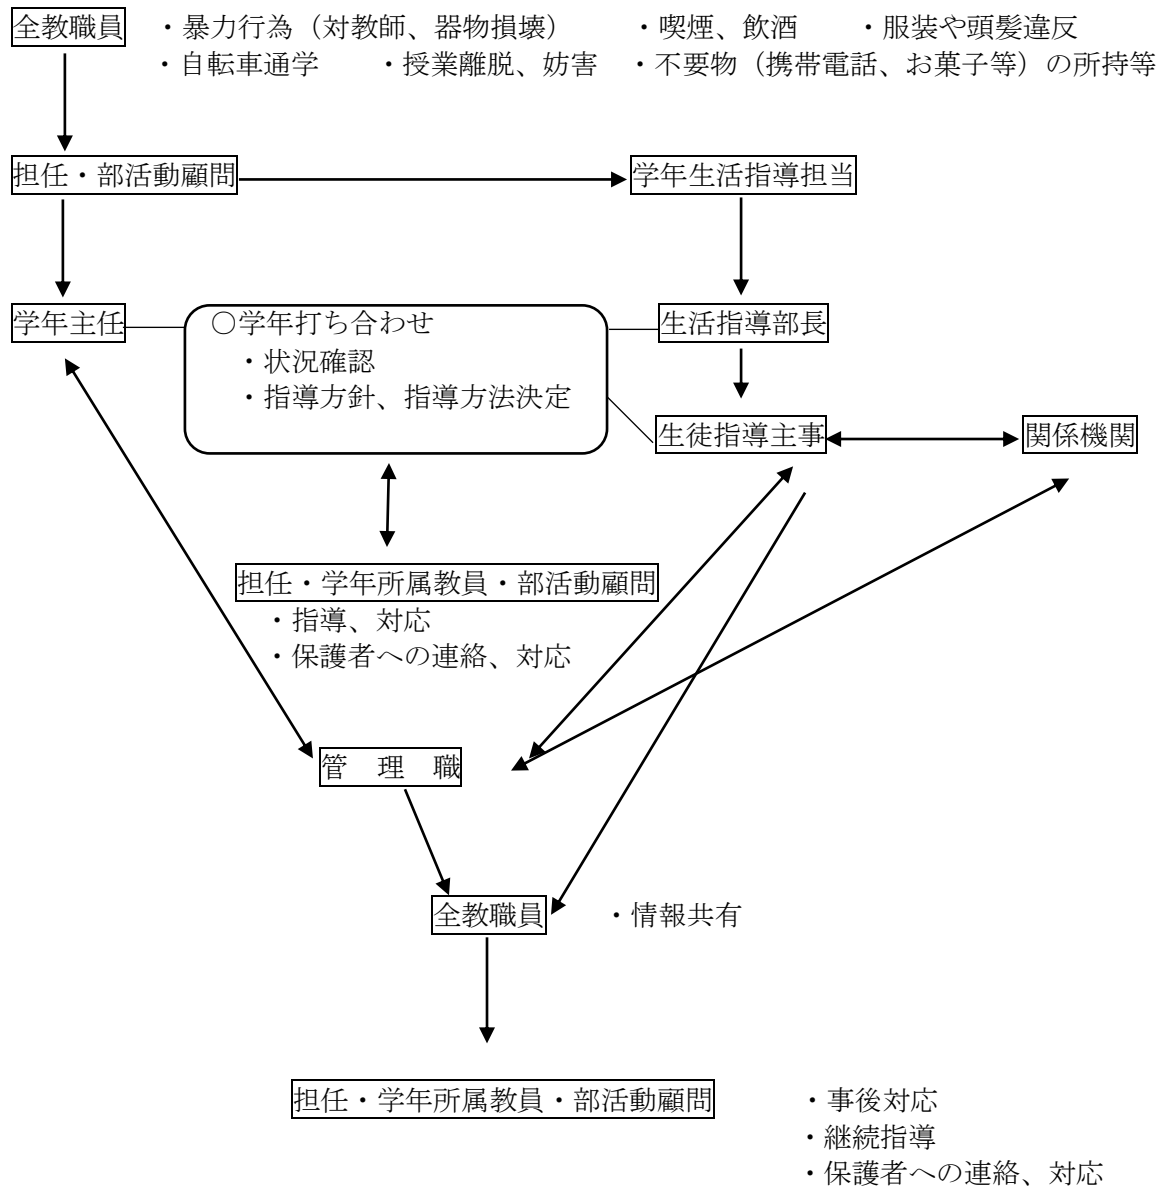 全教職員　・暴力行為（対教師、器物損壊）　・喫煙、飲酒　・服装や頭髪違反
・自転車通学　・授業離脱、妨害　・不要物（携帯電話、お菓子等）の所持等
担任・部活動顧問　学年生活指導担当
学年主任　○学年打ち合わせ　生活指導部長
・状況確認
・指導方針、指導方法決定
生徒指導主事　関係機関
担任・学年所属教員・部活動顧問
・指導、対応
・保護者への連絡、対応
管　理　職
全教職員　・情報共有
担任・学年所属教員・部活動顧問　・事後対応
・継続指導
・保護者への連絡、対応